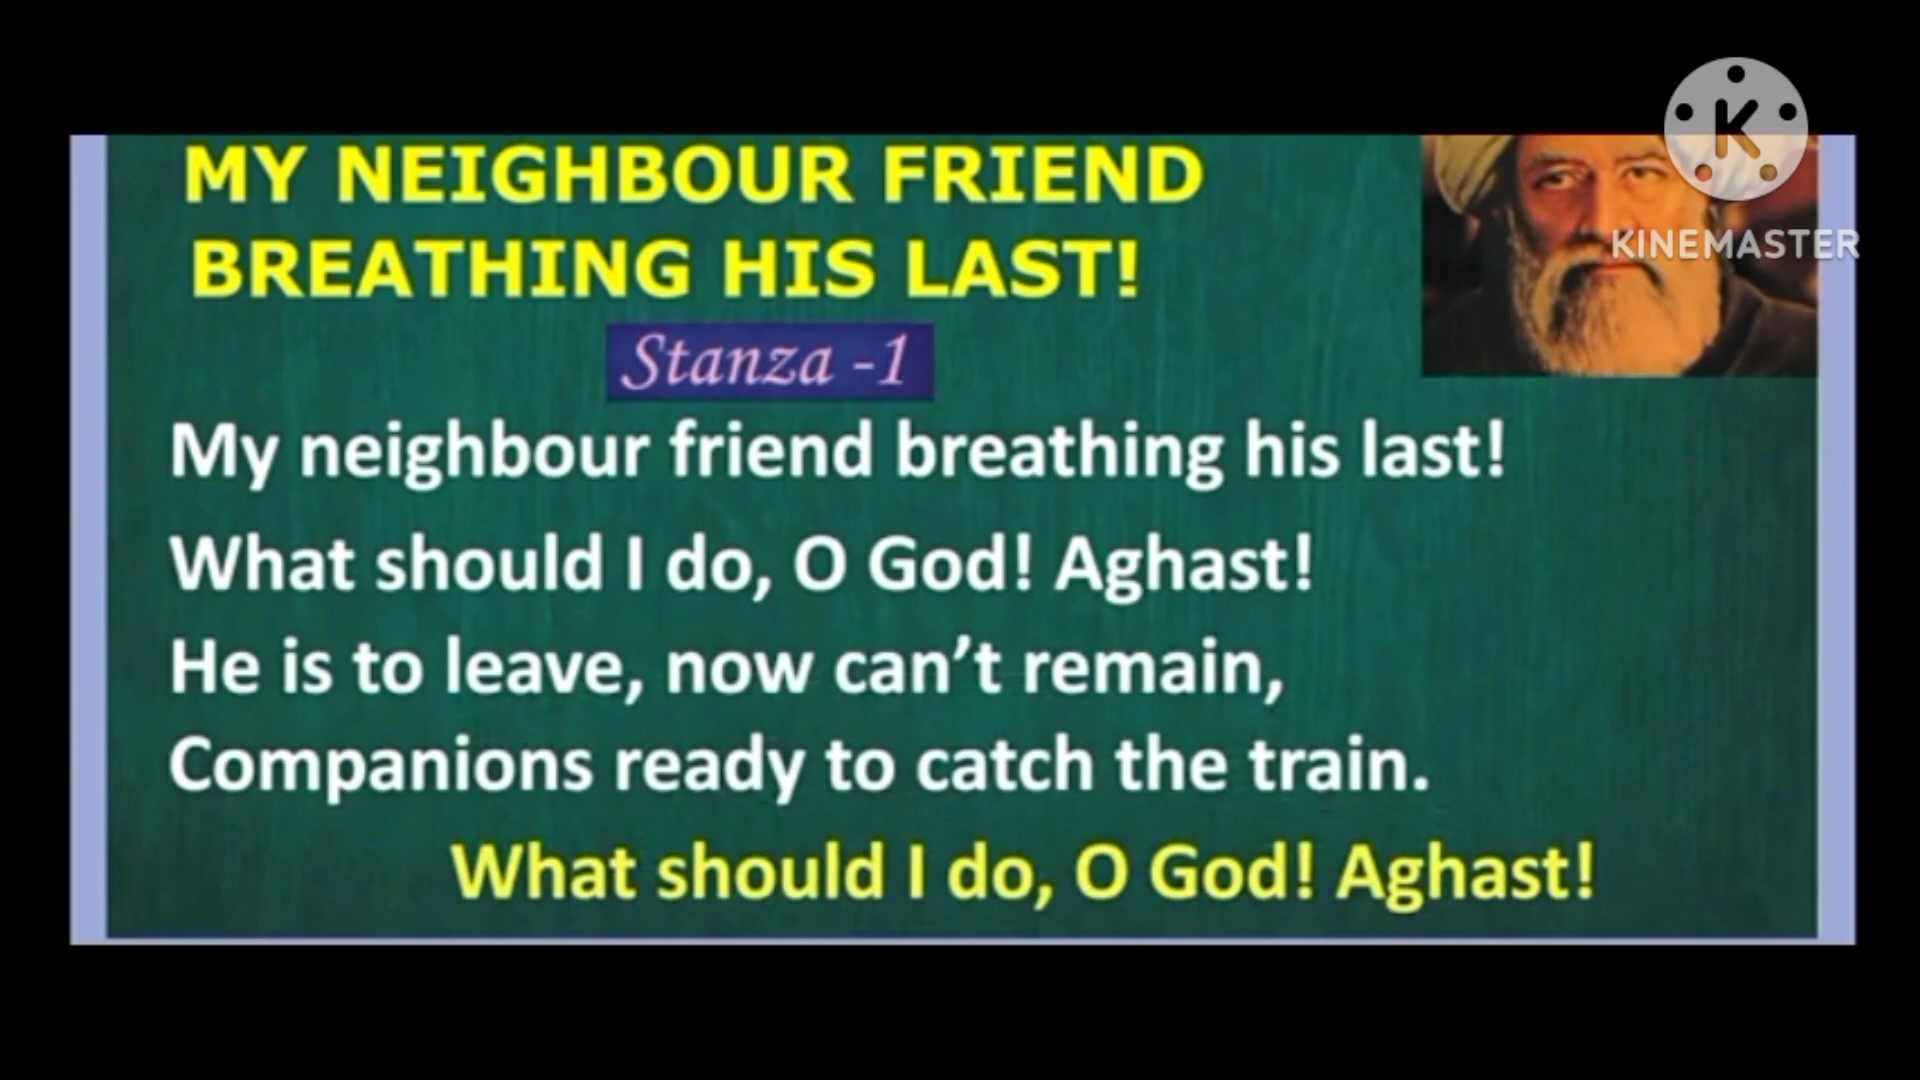 K
KINEMASTER
MY NEIGHBOUR FRIEND
BREATHING HIS LAST!
Stanza -1
My neighbour friend breathing his last!
What should I do, O God! Aghast!
He is to leave, now can’t remain,
Companions ready to catch the train.
What should I do, O God! Aghast!